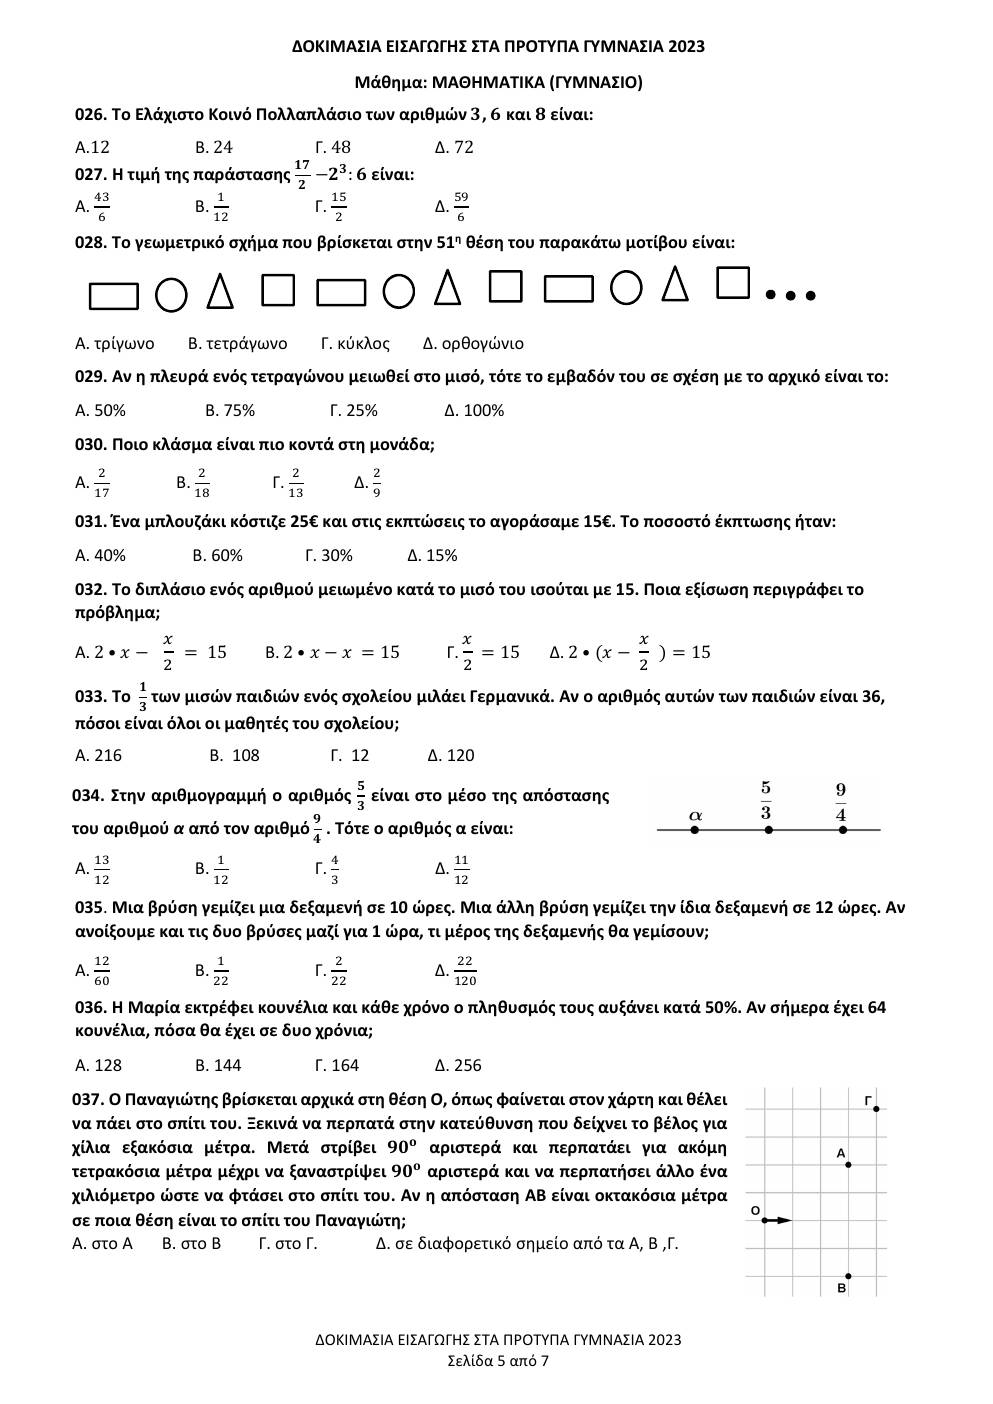 ΔΟΚΙΜΑΣΙΑ ΕΙΣΑΓΩΓΗΣ ΣΤΑ ΠΡΟΤΥΠΑ ΓΥΜΝΑΣΙΑ 2023
Μάθημα: ΜΑΘΗΜΑΤΙΚΑ (ΓΥΜΝΑΣΙΟ)
026. Το Ελάχιστο Κοινό Πολλαπλάσιο των αριθμών 3, 6 και 8 είναι:
Α.12 Β. 24 Γ. 48 Δ. 72
027. Η τιμή της παράστασης 17/2 −2³: 6 είναι:
Α. 43/6 Β. 1/12 Γ. 15/2 Δ. 59/6
028. Το γεωμετρικό σχήμα που βρίσκεται στην 51η θέση του παρακάτω μοτίβου είναι:
Α. τρίγωνο Β. τετράγωνο Γ. κύκλος Δ. ορθογώνιο
029. Αν η πλευρά ενός τετραγώνου μειωθεί στο μισό, τότε το εμβαδόν του σε σχέση με το αρχικό είναι το:
Α. 50% Β. 75% Γ. 25% Δ. 100%
030. Ποιο κλάσμα είναι πιο κοντά στη μονάδα;
Α. 2/17 Β. 2/18 Γ. 2/13 Δ. 2/9
031. Ένα μπλουζάκι κόστιζε 25€ και στις εκπτώσεις το αγοράσαμε 15€. Το ποσοστό έκπτωσης ήταν:
Α. 40% Β. 60% Γ. 30% Δ. 15%
032. Το διπλάσιο ενός αριθμού μειωμένο κατά το μισό του ισούται με 15. Ποια εξίσωση περιγράφει το
πρόβλημα;
Α. 2 • x − x/2 = 15 Β. 2 • x − x = 15 Γ. x/2 = 15 Δ. 2 • (x − x/2 ) = 15
033. Το 1/3 των μισών παιδιών ενός σχολείου μιλάει Γερμανικά. Αν ο αριθμός αυτών των παιδιών είναι 36,
πόσοι είναι όλοι οι μαθητές του σχολείου;
Α. 216 Β. 108 Γ. 12 Δ. 120
034. Στην αριθμογραμμή ο αριθμός 5/3 είναι στο μέσο της απόστασης
του αριθμού α από τον αριθμό 9/4 . Τότε ο αριθμός α είναι:
α 5/3 9/4
Α. 13/12 Β. 1/12 Γ. 4/3 Δ. 11/12
035. Μια βρύση γεμίζει μια δεξαμενή σε 10 ώρες. Μια άλλη βρύση γεμίζει την ίδια δεξαμενή σε 12 ώρες. Αν
ανοίξουμε και τις δυο βρύσες μαζί για 1 ώρα, τι μέρος της δεξαμενής θα γεμίσουν;
Α. 12/60 Β. 1/22 Γ. 2/22 Δ. 22/120
036. Η Μαρία εκτρέφει κουνέλια και κάθε χρόνο ο πληθυσμός τους αυξάνει κατά 50%. Αν σήμερα έχει 64
κουνέλια, πόσα θα έχει σε δυο χρόνια;
Α. 128 Β. 144 Γ. 164 Δ. 256
037. Ο Παναγιώτης βρίσκεται αρχικά στη θέση Ο, όπως φαίνεται στον χάρτη και θέλει
να πάει στο σπίτι του. Ξεκινά να περπατά στην κατεύθυνση που δείχνει το βέλος για
χίλια εξακόσια μέτρα. Μετά στρίβει 90ᵒ αριστερά και περπατάει για ακόμη
τετρακόσια μέτρα μέχρι να ξαναστρίψει 90ᵒ αριστερά και να περπατήσει άλλο ένα
χιλιόμετρο ώστε να φτάσει στο σπίτι του. Αν η απόσταση ΑΒ είναι οκτακόσια μέτρα
σε ποια θέση είναι το σπίτι του Παναγιώτη;
Α. στο Α Β. στο Β Γ. στο Γ. Δ. σε διαφορετικό σημείο από τα Α, Β ,Γ.
Γ
Α
Ο
Β
ΔΟΚΙΜΑΣΙΑ ΕΙΣΑΓΩΓΗΣ ΣΤΑ ΠΡΟΤΥΠΑ ΓΥΜΝΑΣΙΑ 2023
Σελίδα 5 από 7